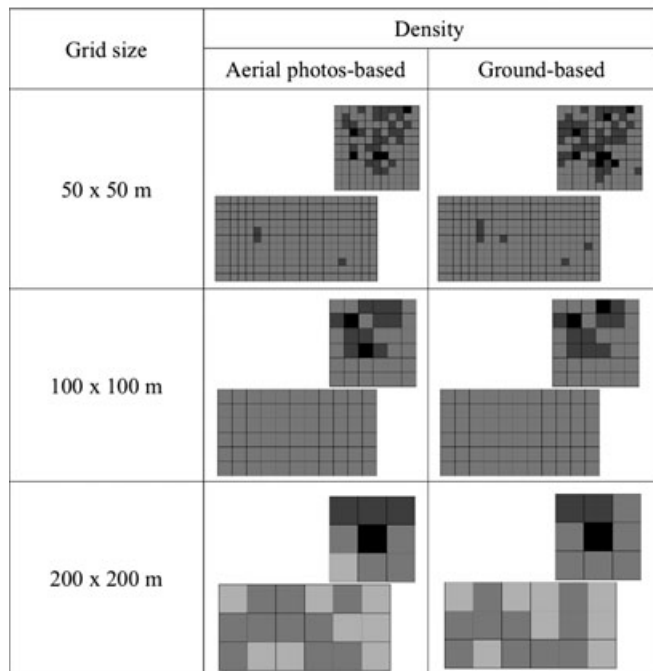 Grid size
Density
Aerial photos-based
Ground-based
50 x 50 m
100 x 100 m
200 x 200 m